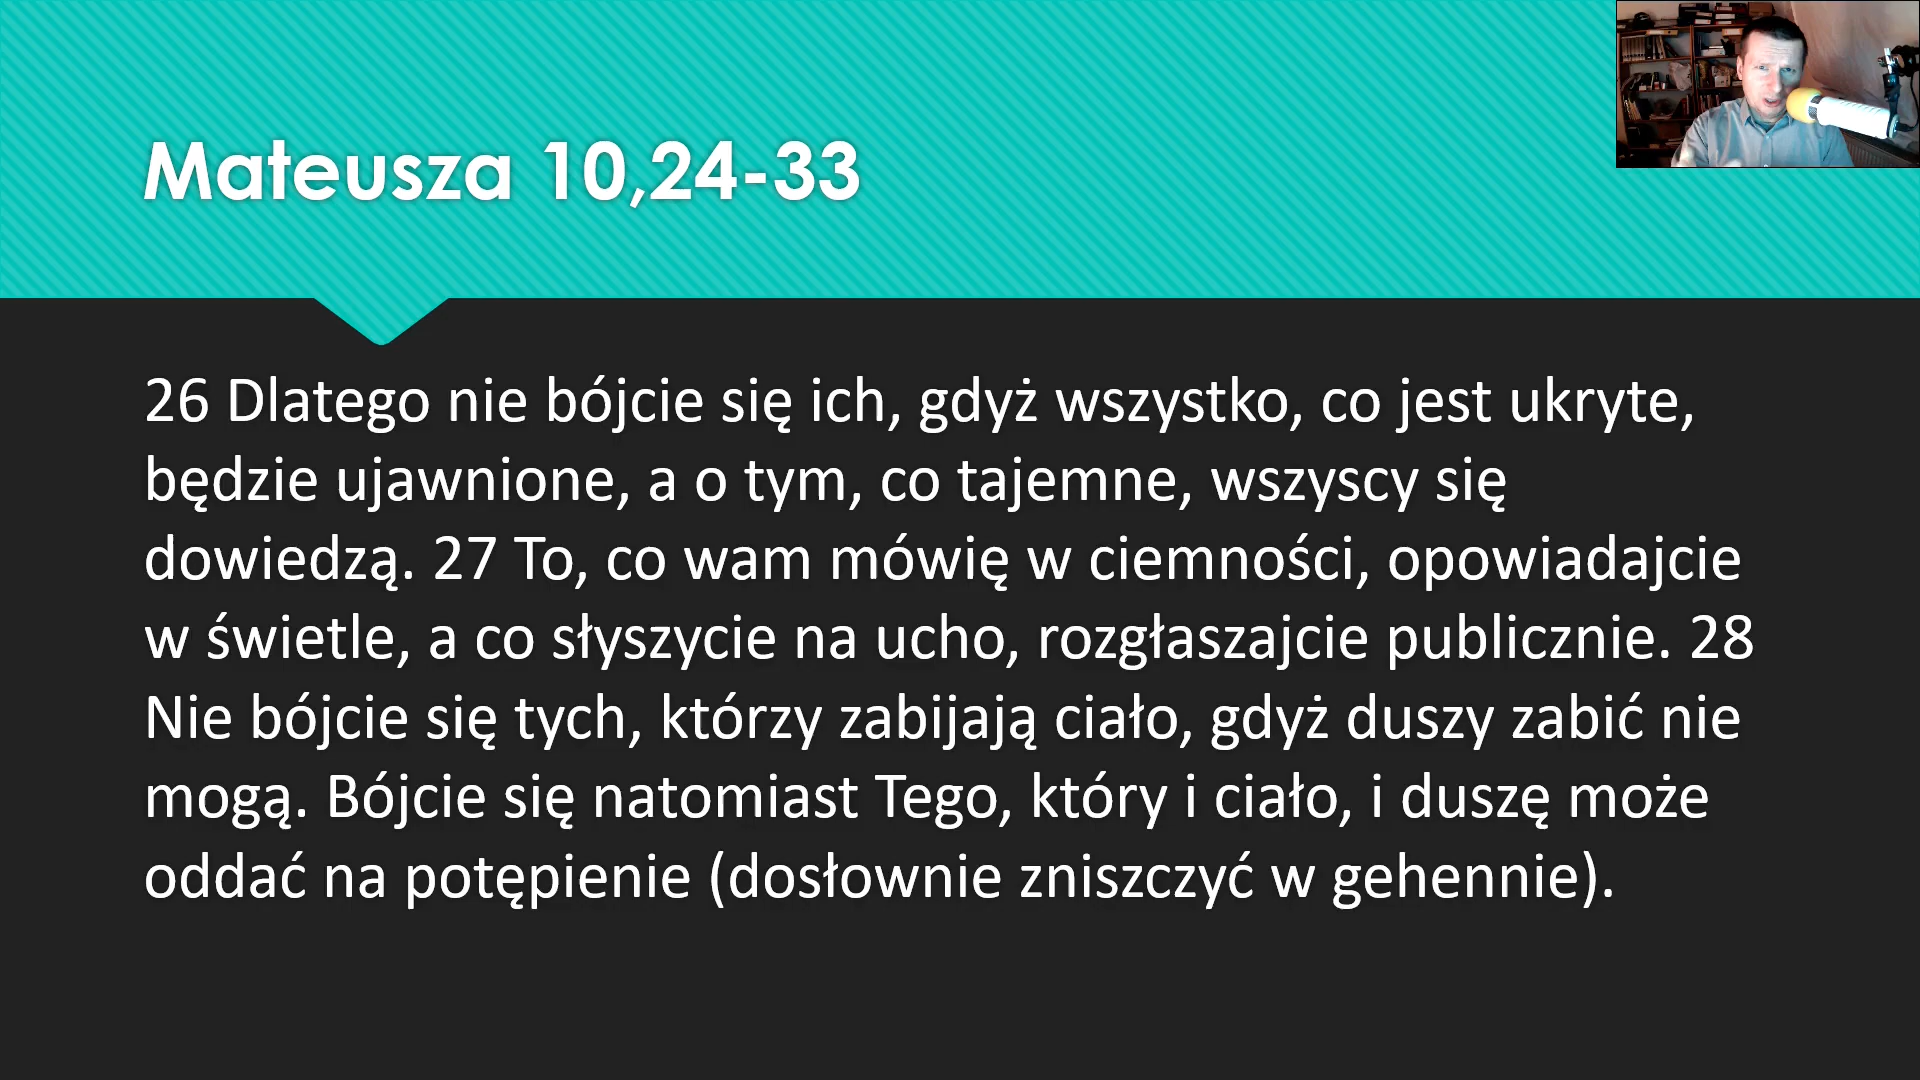 Mateusza 10,24-33
26 Dlatego nie bójcie się ich, gdyż wszystko, co jest ukryte,
będzie ujawnione, a o tym, co tajemne, wszyscy się
dowiedzą. 27 To, co wam mówię w ciemności, opowiadajcie
w świetle, a co słyszycie na ucho, rozgłaszajcie publicznie. 28
Nie bójcie się tych, którzy zabijają ciało, gdyż duszy zabić nie
mogą. Bójcie się natomiast Tego, który i ciało, i duszę może
oddać na potępienie (dosłownie zniszczyć w gehennie).